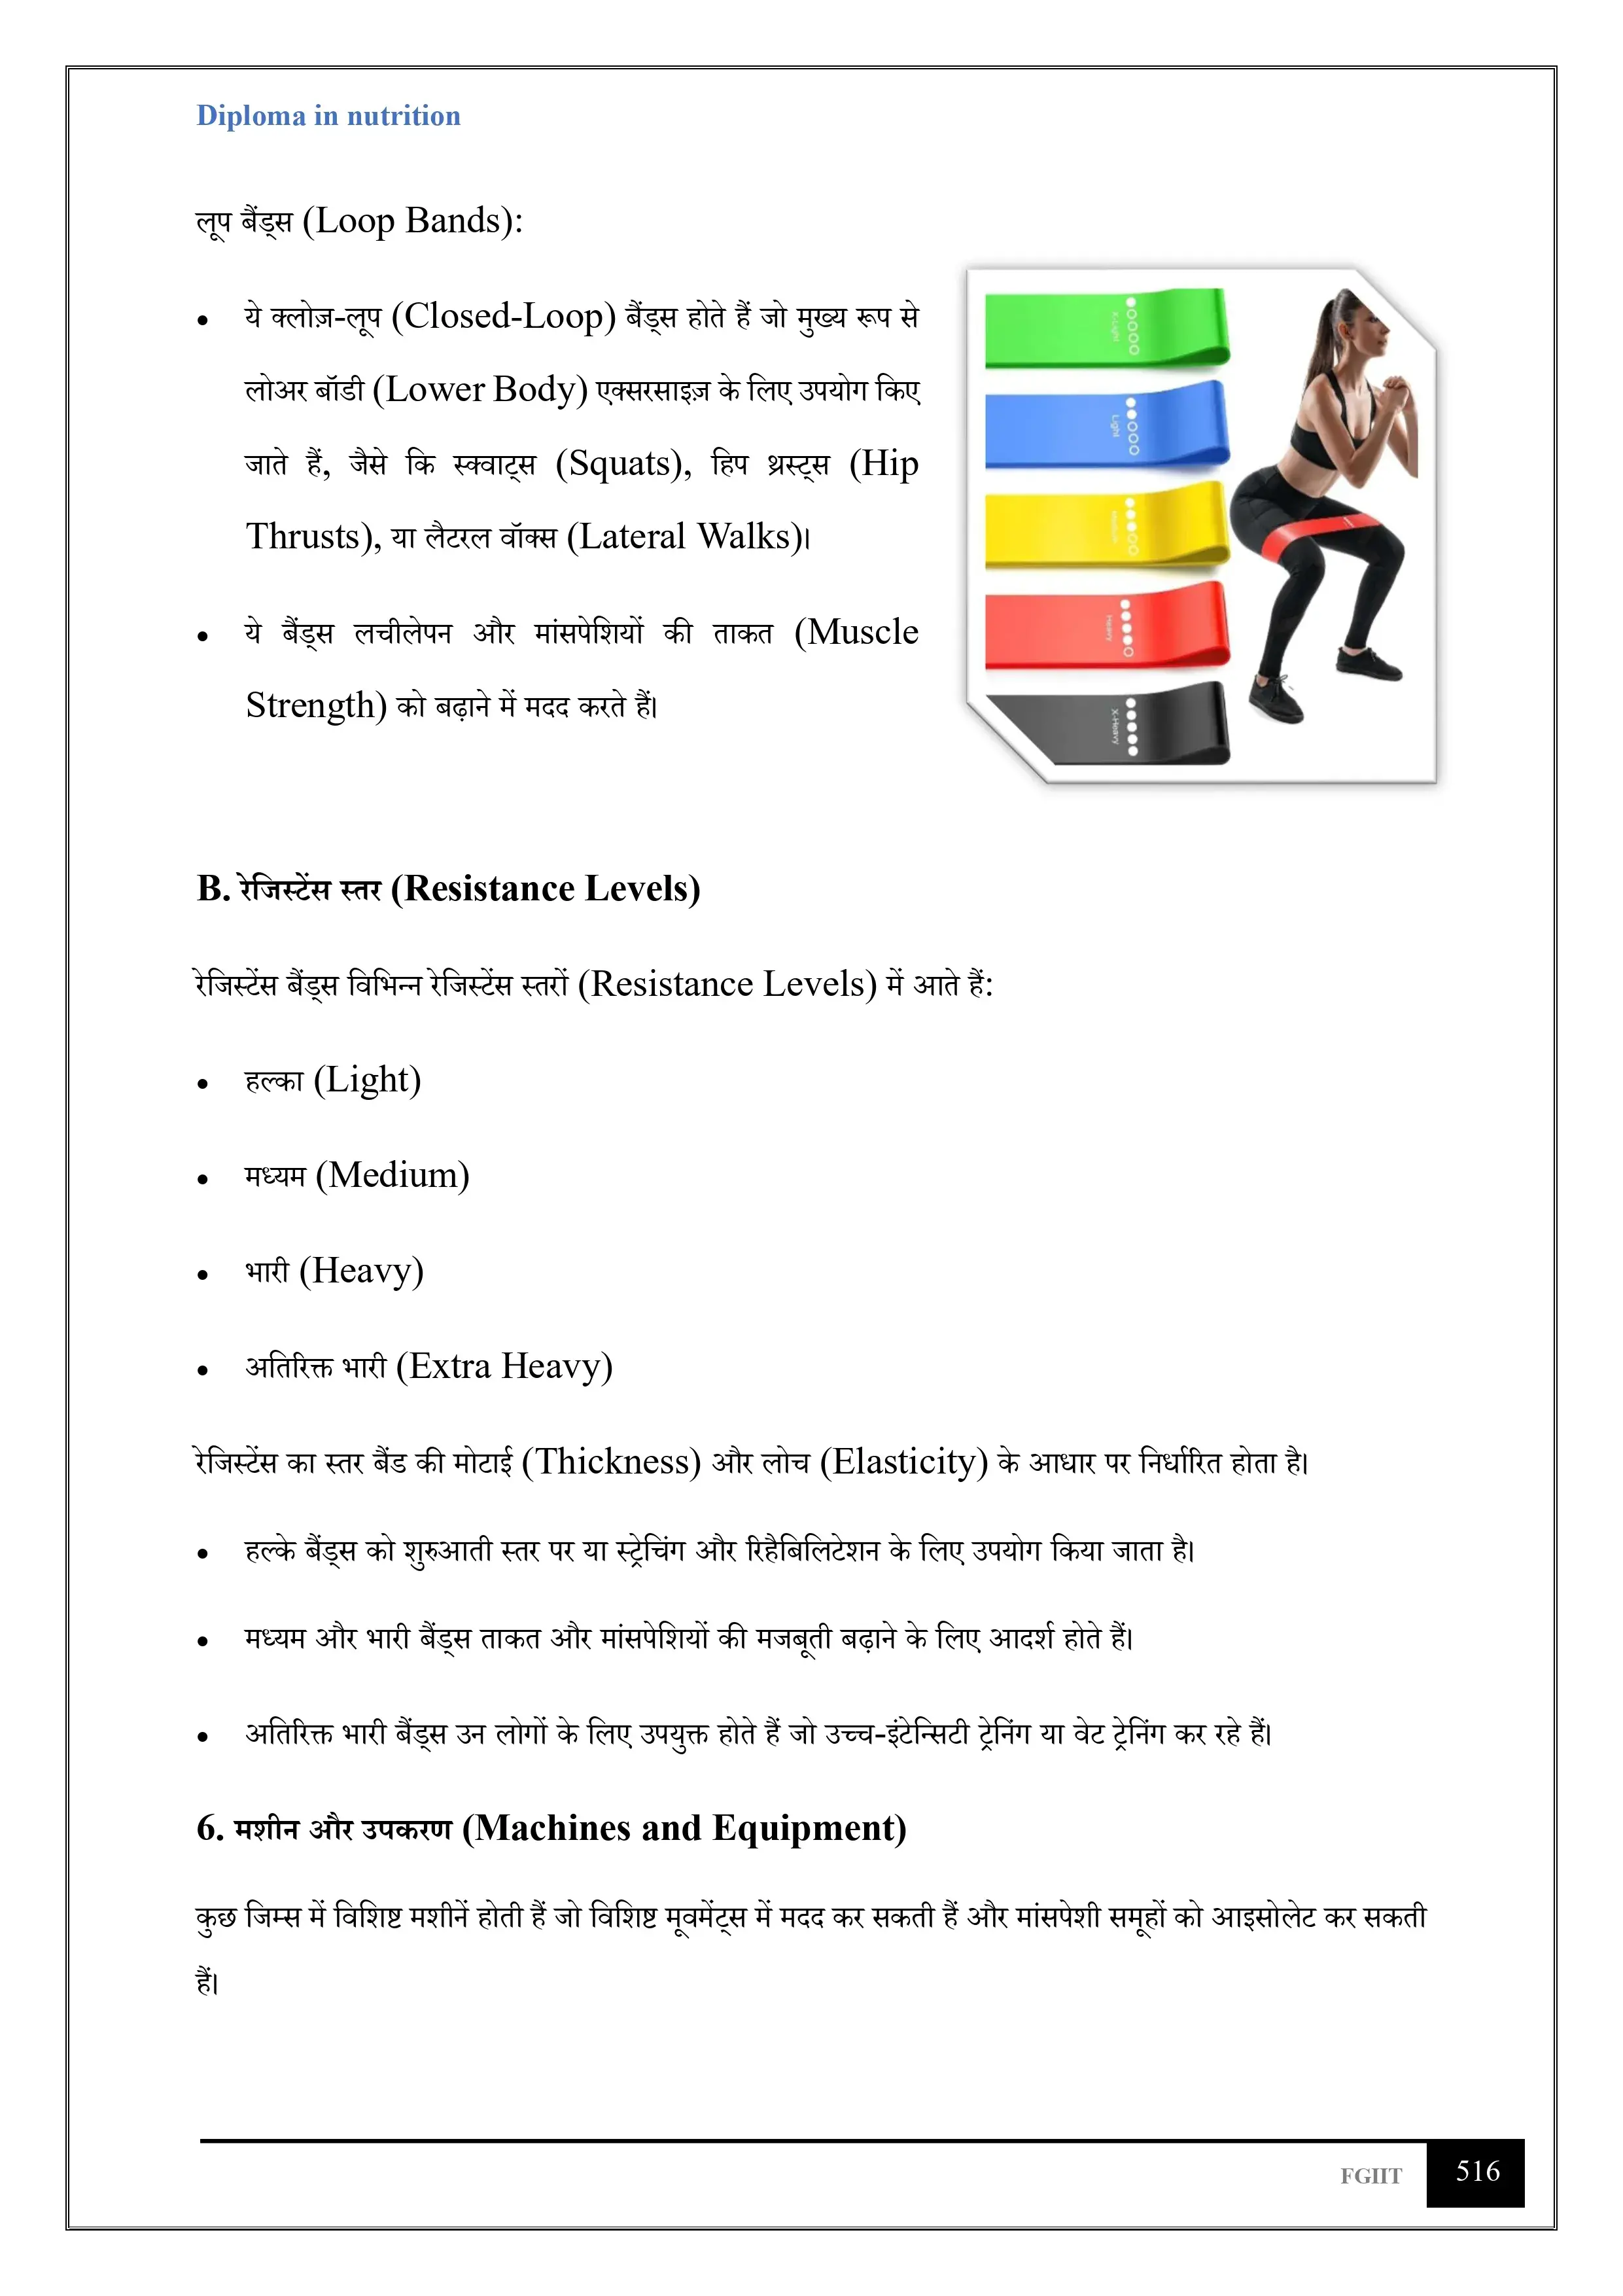 Diploma in nutrition
लूप बैंड्स (Loop Bands):
• ये क्लोज़-लूप (Closed-Loop) बैंड्स होते हैं जो मुख्य रूप से
लोअर बॉडी (Lower Body) एक्सरसाइज़ के लिए उपयोग किए
जाते हैं, जैसे कि स्क्वाट्स (Squats), हिप थ्रस्ट्स (Hip
Thrusts), या लैटरल वॉक्स (Lateral Walks)।
• ये बैंड्स लचीलेपन और मांसपेशियों की ताकत (Muscle
Strength) को बढ़ाने में मदद करते हैं।
X-Light
Light
Medium
Heavy
X-Heavy
B. रेजिस्टेंस स्तर (Resistance Levels)
रेजिस्टेंस बैंड्स विभिन्न रेजिस्टेंस स्तरों (Resistance Levels) में आते हैं:
• हल्का (Light)
• मध्यम (Medium)
• भारी (Heavy)
• अतिरिक्त भारी (Extra Heavy)
रेजिस्टेंस का स्तर बैंड की मोटाई (Thickness) और लोच (Elasticity) के आधार पर निर्धारित होता है।
• हल्के बैंड्स को शुरुआती स्तर पर या स्ट्रेचिंग और रिहैबिलिटेशन के लिए उपयोग किया जाता है।
• मध्यम और भारी बैंड्स ताकत और मांसपेशियों की मजबूती बढ़ाने के लिए आदर्श होते हैं।
• अतिरिक्त भारी बैंड्स उन लोगों के लिए उपयुक्त होते हैं जो उच्च-इंटेन्सिटी ट्रेनिंग या वेट ट्रेनिंग कर रहे हैं।
6. मशीन और उपकरण (Machines and Equipment)
कुछ जिम्स में विशिष्ट मशीनें होती हैं जो विशिष्ट मूवमेंट्स में मदद कर सकती हैं और मांसपेशी समूहों को आइसोलेट कर सकती
हैं।
FGIIT 516